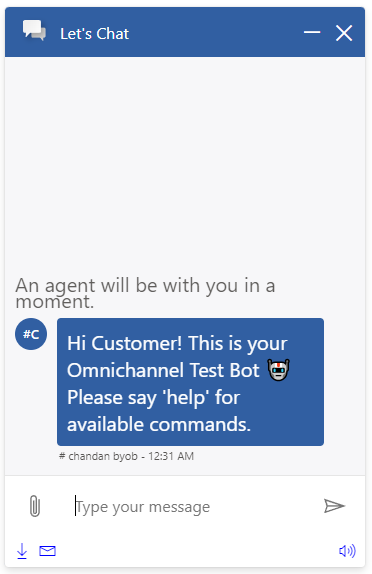 Let's Chat
An agent will be with you in a
moment.
#C
Hi Customer! This is your
Omnichannel Test Bot 🤖
Please say 'help' for
available commands.
# chandan byob - 12:31 AM
Type your message